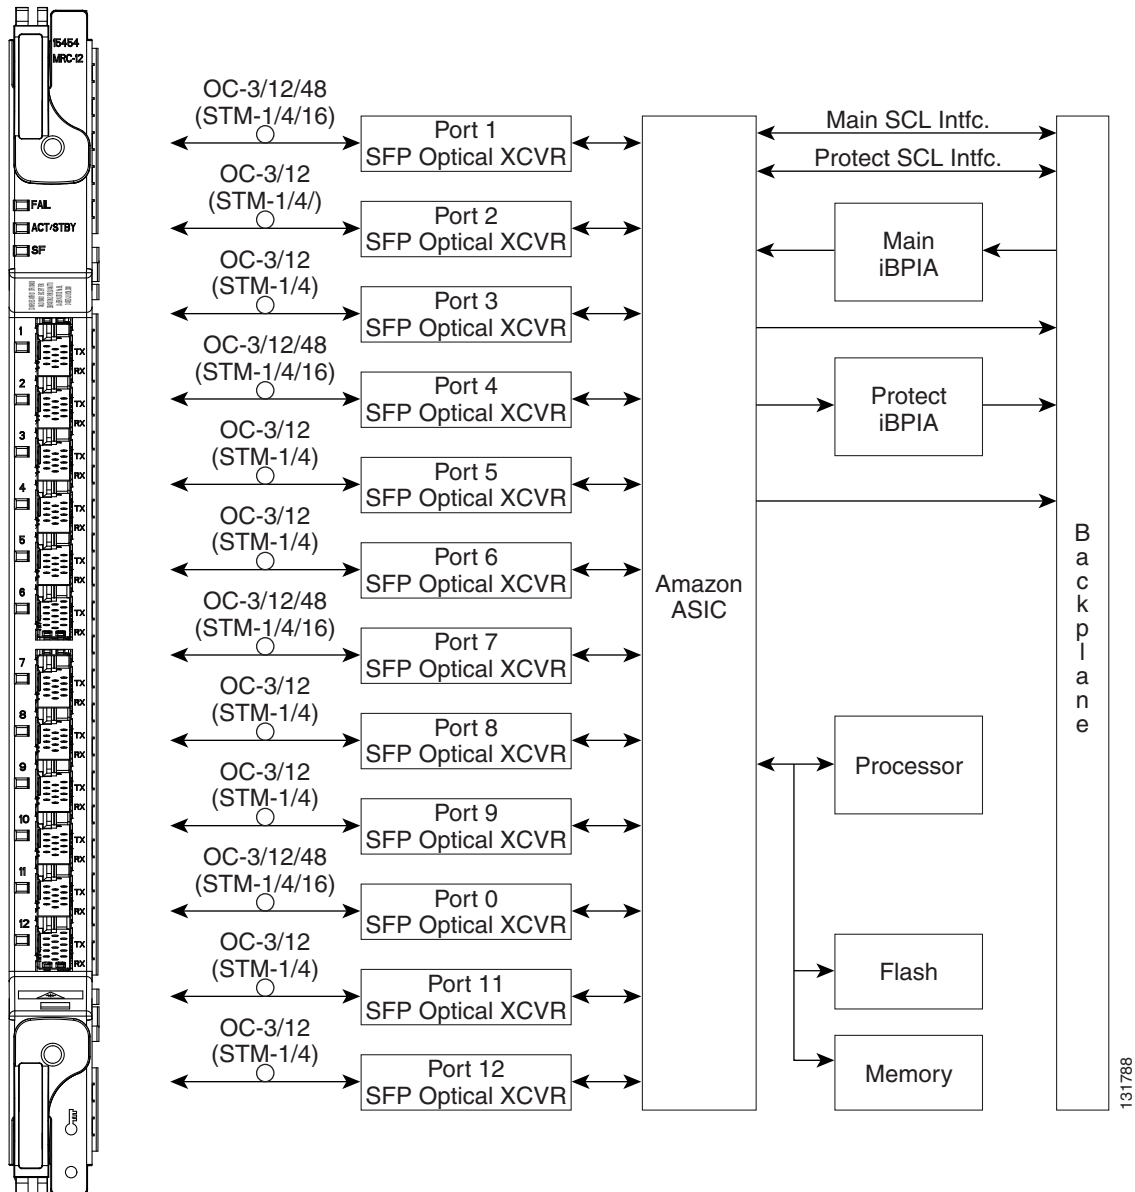 15454
MRC-12
FAIL
ACT/STBY
SF
1
TX
RX
2
TX
RX
3
TX
RX
4
TX
RX
5
TX
RX
6
TX
RX
7
TX
RX
8
TX
RX
9
TX
RX
10
TX
RX
11
TX
RX
12
TX
RX
OC-3/12/48
(STM-1/4/16)
Port 1
SFP Optical XCVR
OC-3/12
(STM-1/4/)
Port 2
SFP Optical XCVR
OC-3/12
(STM-1/4)
Port 3
SFP Optical XCVR
OC-3/12/48
(STM-1/4/16)
Port 4
SFP Optical XCVR
OC-3/12
(STM-1/4)
Port 5
SFP Optical XCVR
OC-3/12
(STM-1/4)
Port 6
SFP Optical XCVR
OC-3/12/48
(STM-1/4/16)
Port 7
SFP Optical XCVR
OC-3/12
(STM-1/4)
Port 8
SFP Optical XCVR
OC-3/12
(STM-1/4)
Port 9
SFP Optical XCVR
OC-3/12/48
(STM-1/4/16)
Port 0
SFP Optical XCVR
OC-3/12
(STM-1/4)
Port 11
SFP Optical XCVR
OC-3/12
(STM-1/4)
Port 12
SFP Optical XCVR
Amazon
ASIC
Main SCL Intfc.
Protect SCL Intfc.
Main
iBPIA
Protect
iBPIA
Processor
Flash
Memory
Backplane
131788